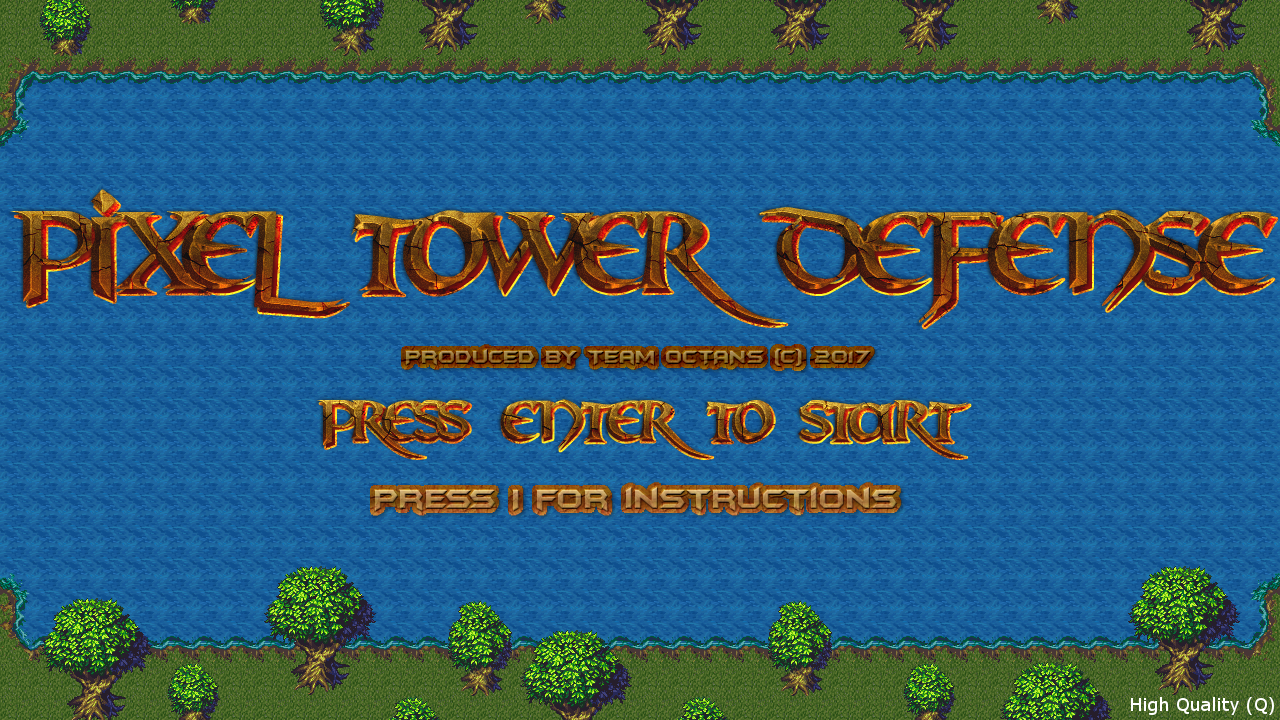 PIXEL TOWER DEFENSE
PRODUCED BY TEAM OCTANS (C) 2017
PRESS ENTER TO START
PRESS I FOR INSTRUCTIONS
High Quality (Q)